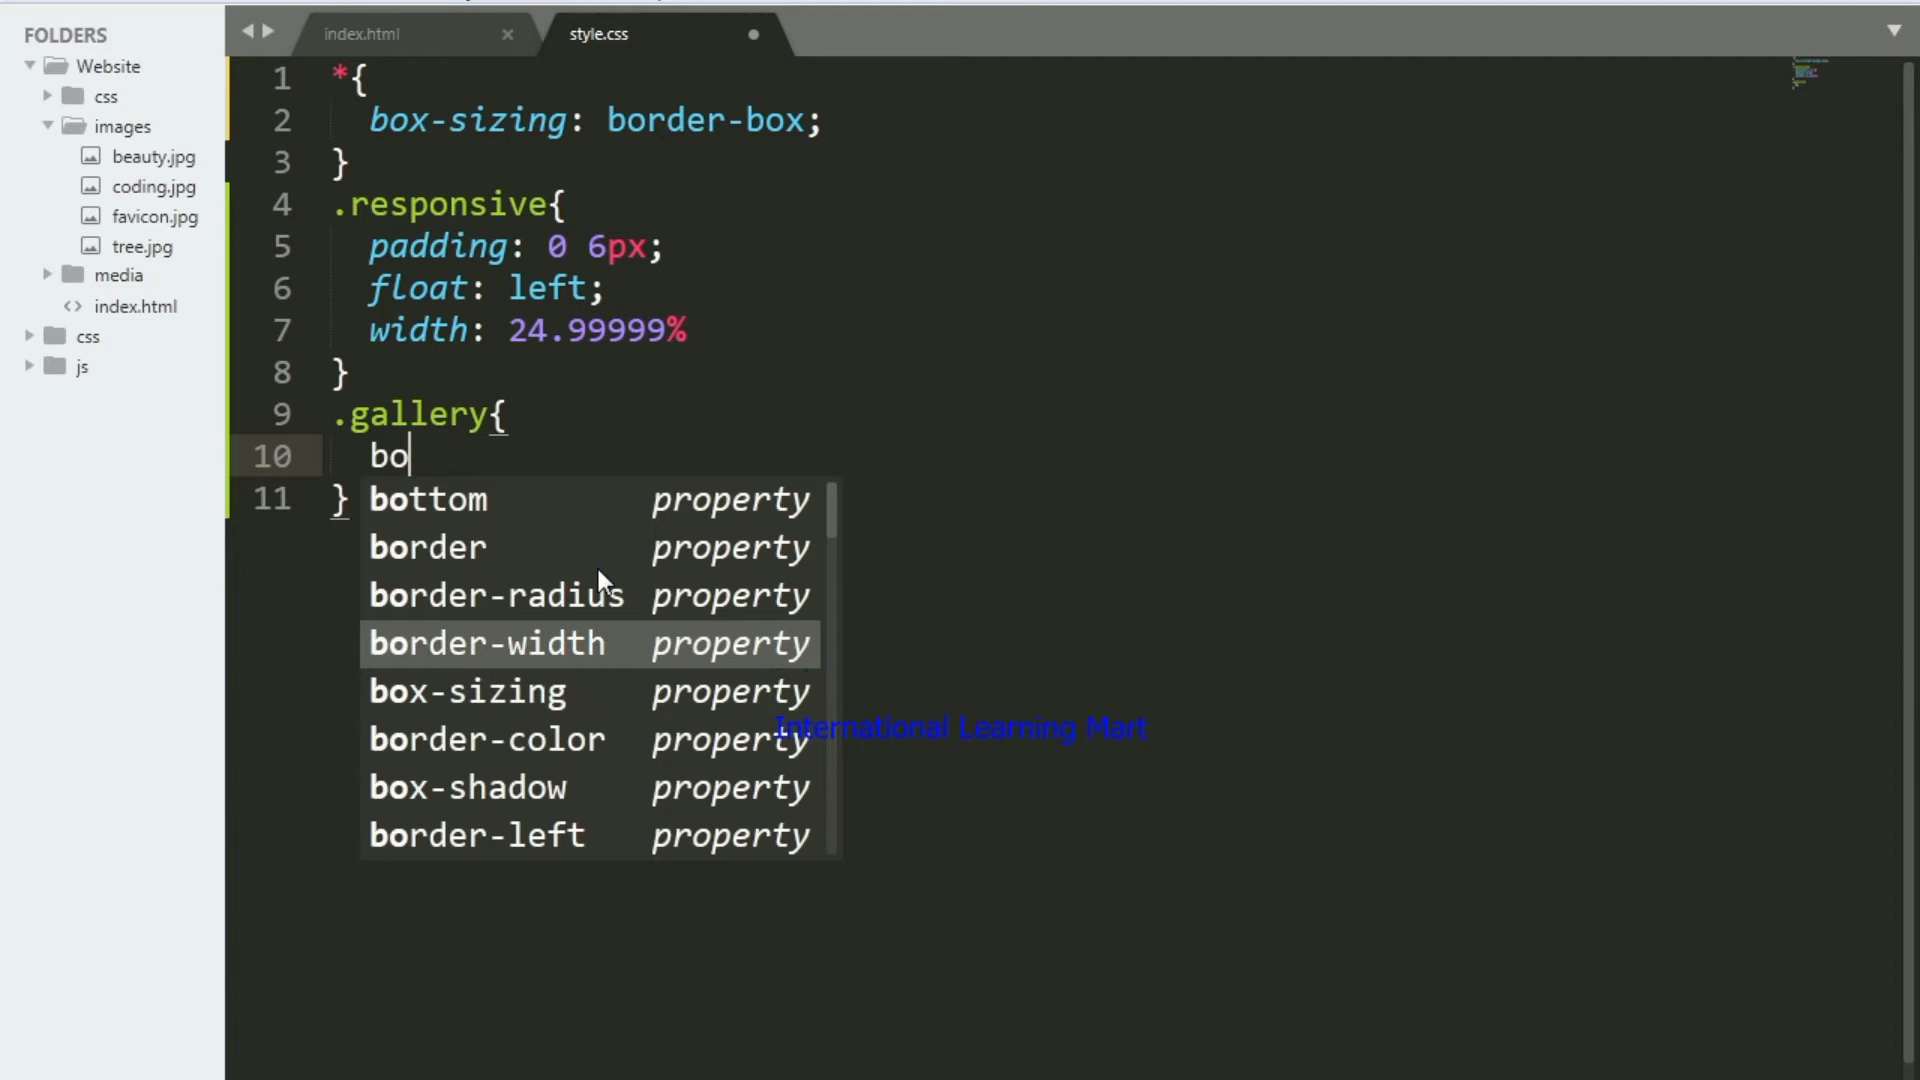 FOLDERS
Website
css
images
beauty.jpg
coding.jpg
favicon.jpg
tree.jpg
media
<> index.html
css
js
index.html ×
style.css
1 *{
2 box-sizing: border-box;
3 }
4 .responsive{
5 padding: 0 6px;
6 float: left;
7 width: 24.99999%
8 }
9 .gallery{
10 bo
11 }
bottom property
border property
border-radius property
border-width property
box-sizing property
border-color property
box-shadow property
border-left property
International Learning Mart